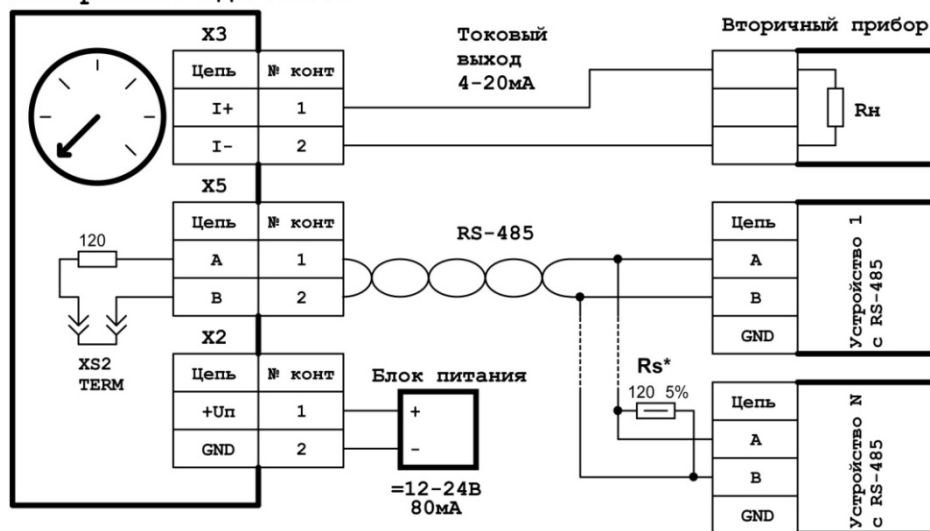 X3
Цепь № конт
I+ 1
I- 2
Токовый
выход
4-20мА
Вторичный прибор
Rн
X5
Цепь № конт
A 1
B 2
120
XS2
TERM
RS-485
Цепь
A
B
GND
Устройство 1
с RS-485
X2
Цепь № конт
+Uп 1
GND 2
Блок питания
+
-
=12-24В
80мА
Rs*
120 5%
Цепь
A
B
GND
Устройство N
с RS-485